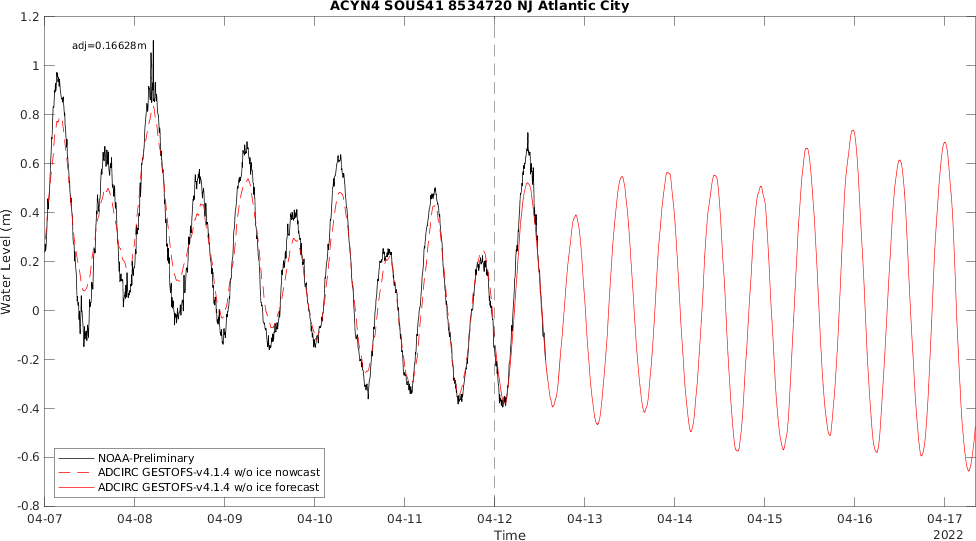 ACYN4 SOUS41 8534720 NJ Atlantic City
adj=0.16628m
Water Level (m)
1.2
1
0.8
0.6
0.4
0.2
0
-0.2
-0.4
-0.6
-0.8
NOAA-Preliminary
ADCIRC GESTOFS-v4.1.4 w/o ice nowcast
ADCIRC GESTOFS-v4.1.4 w/o ice forecast
04-07 04-08 04-09 04-10 04-11 04-12 04-13 04-14 04-15 04-16 04-17
Time
2022